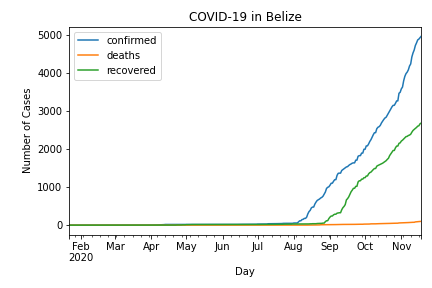 COVID-19 in Belize
confirmed
deaths
recovered
Number of Cases
5000
4000
3000
2000
1000
0
Feb Mar Apr May Jun Jul Aug Sep Oct Nov
2020
Day